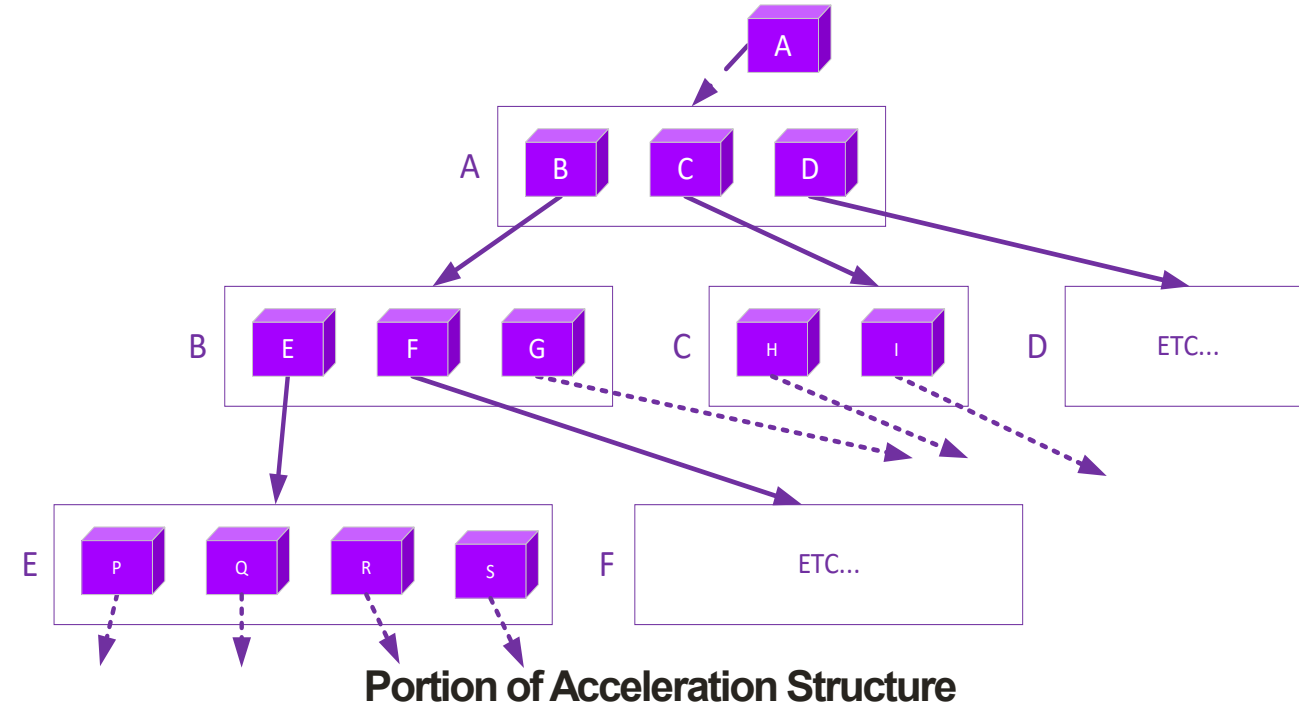 A
A B C D
B E F G C H I D ETC...
E P Q R S F ETC...
Portion of Acceleration Structure